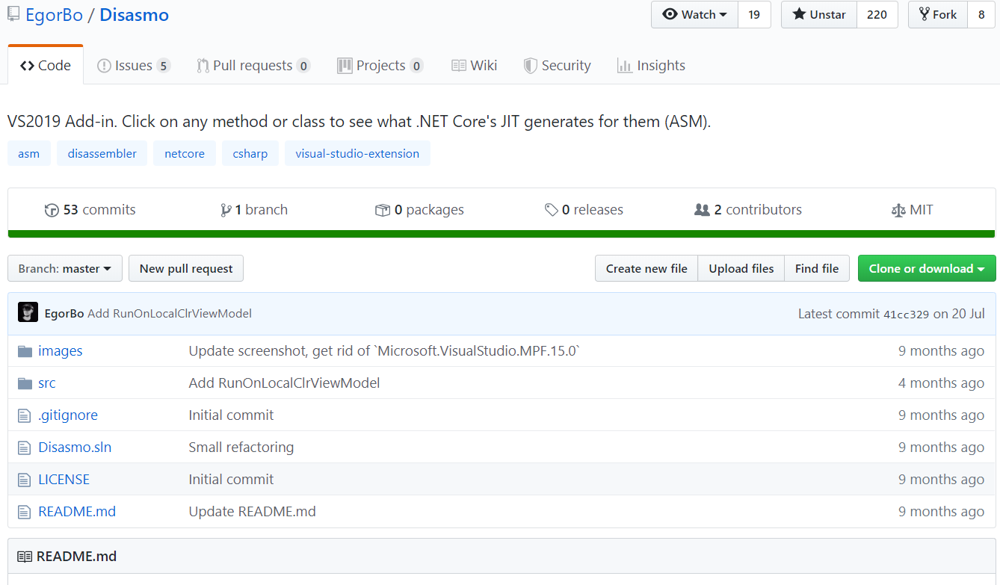 EgorBo / Disasmo
Watch 19 Unstar 220 Fork 8
Code Issues 5 Pull requests 0 Projects 0 Wiki Security Insights
VS2019 Add-in. Click on any method or class to see what .NET Core's JIT generates for them (ASM).
asm disassembler netcore csharp visual-studio-extension
53 commits 1 branch 0 packages 0 releases 2 contributors MIT
Branch: master New pull request Create new file Upload files Find file Clone or download
EgorBo Add RunOnLocalClrViewModel Latest commit 41cc329 on 20 Jul
images Update screenshot, get rid of `Microsoft.VisualStudio.MPF.15.0` 9 months ago
src Add RunOnLocalClrViewModel 4 months ago
.gitignore Initial commit 9 months ago
Disasmo.sln Small refactoring 9 months ago
LICENSE Initial commit 9 months ago
README.md Update README.md 9 months ago
README.md